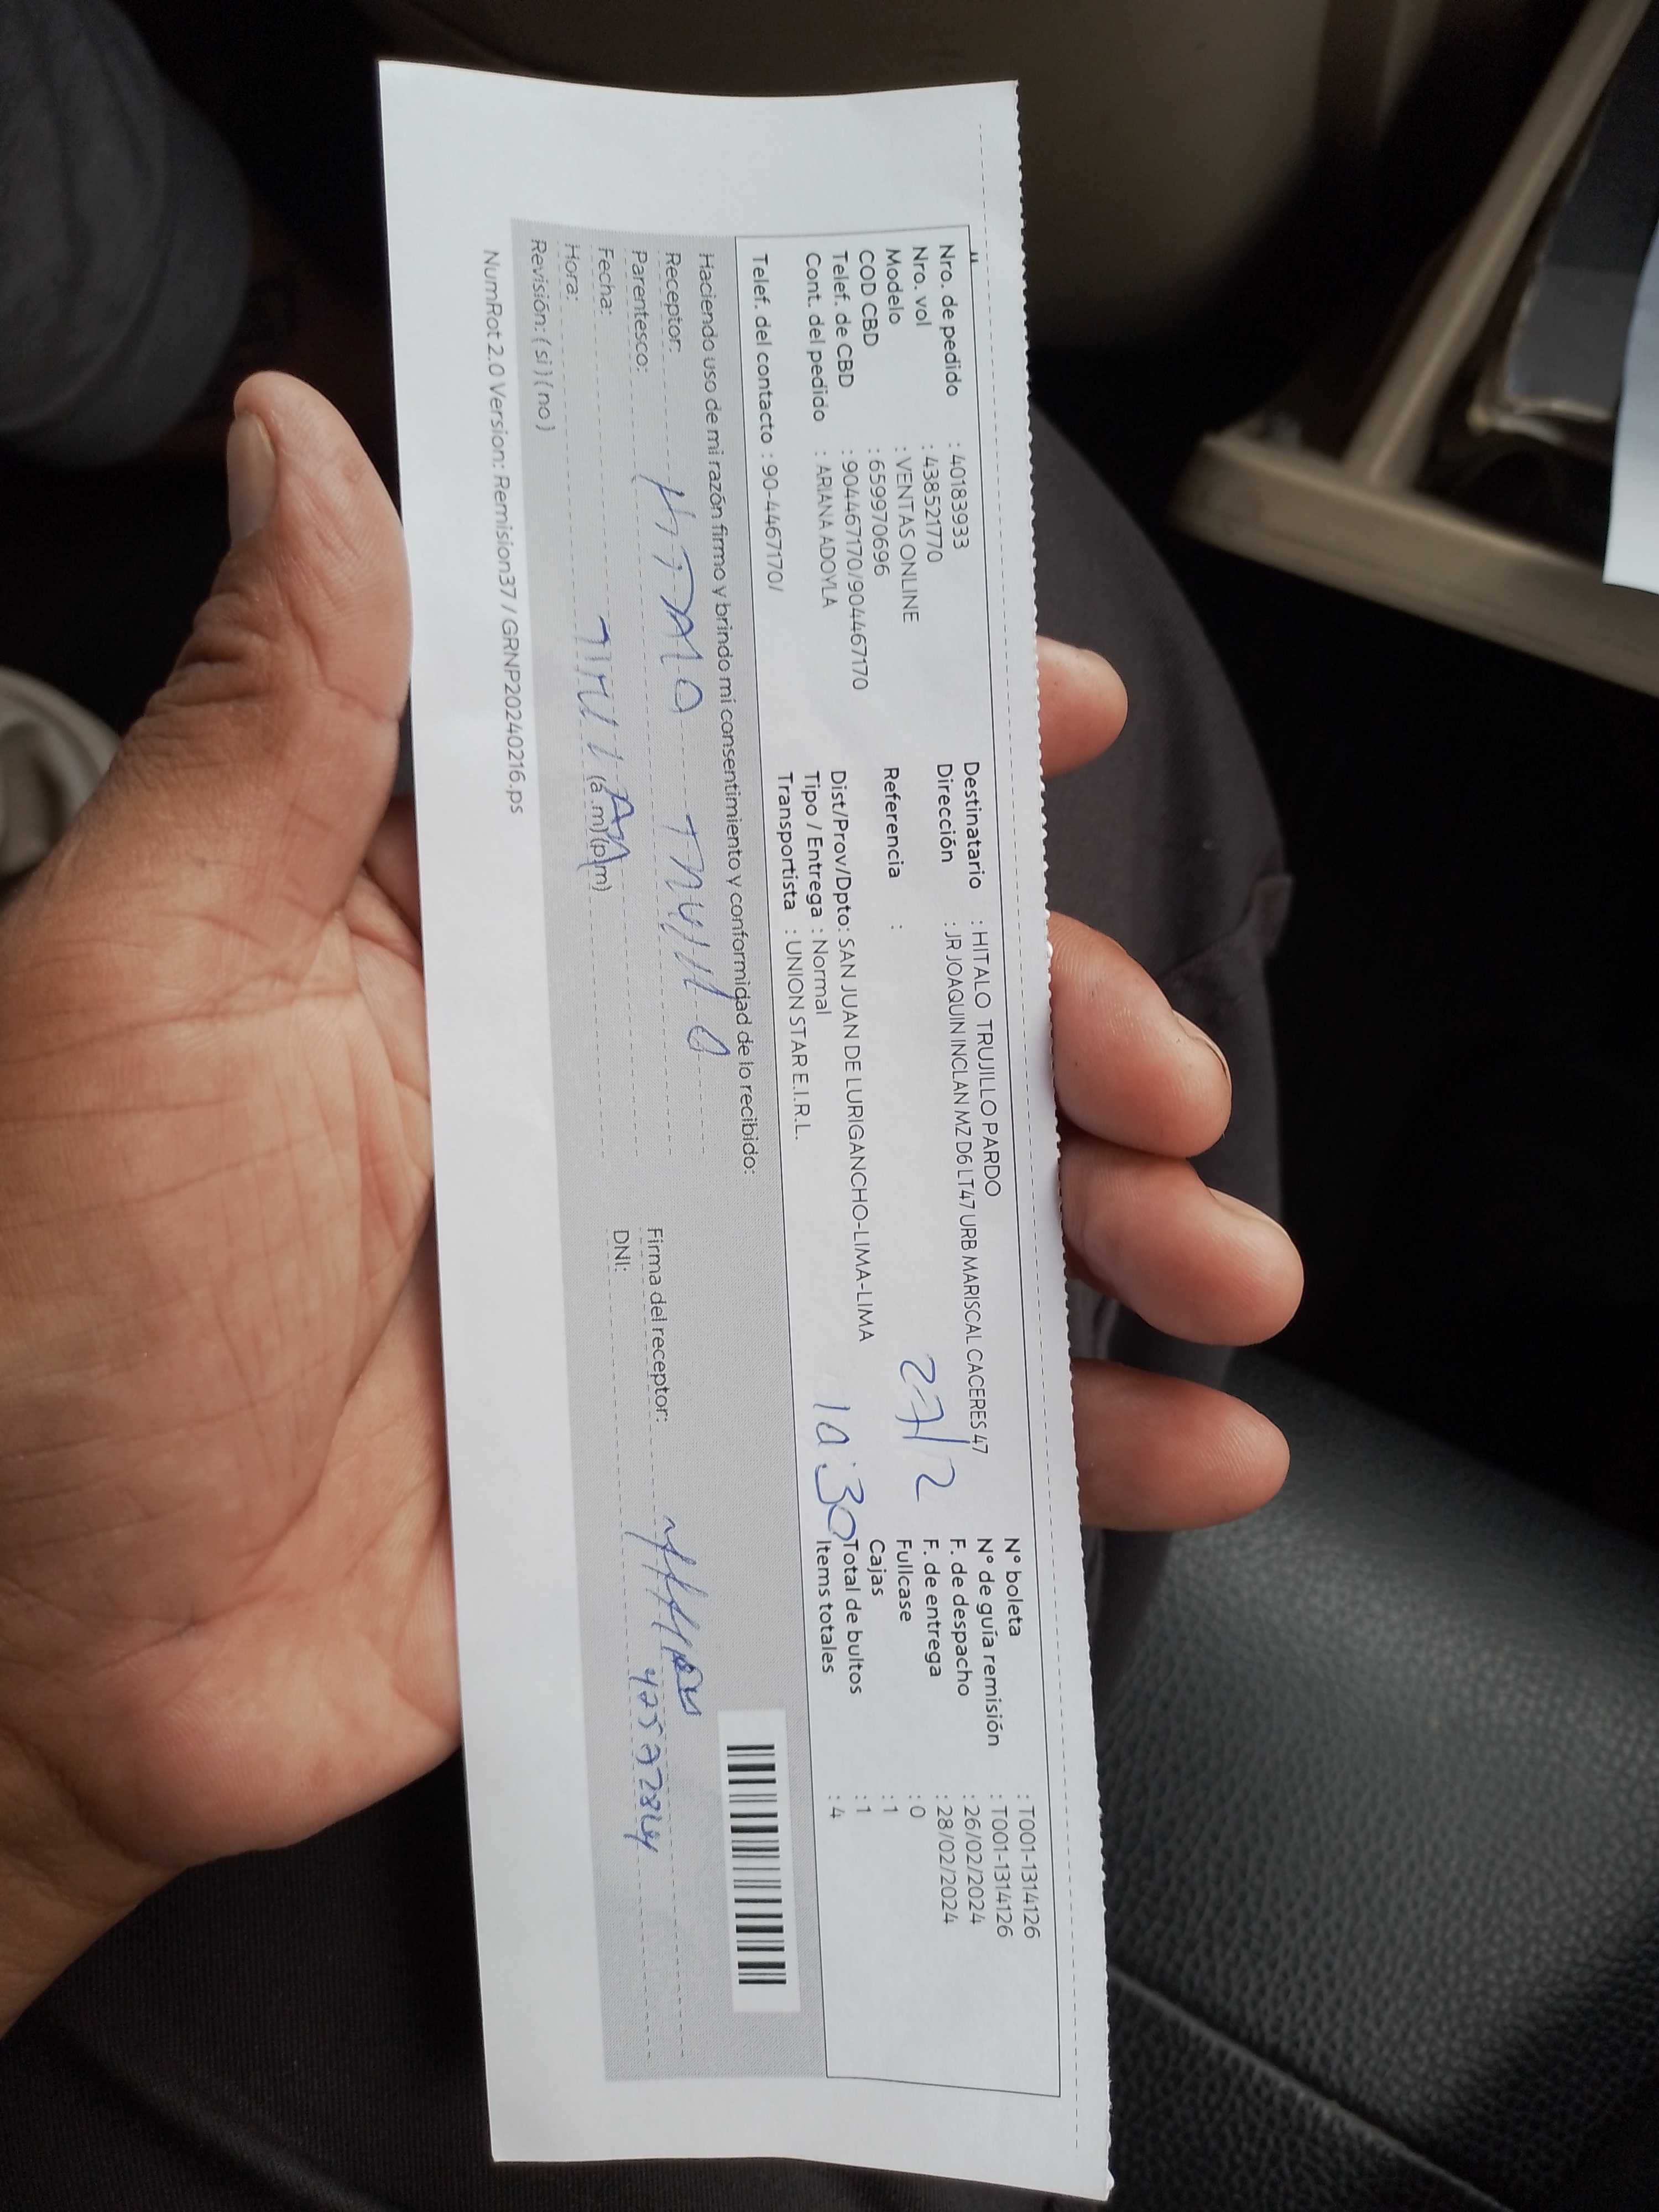 Nro. de pedido : 40183933
Nro. vol : 438521770
Modelo : VENTAS ONLINE
COD CBD : 659970696
Telef. de CBD : 904467170/904467170
Cont. del pedido : ARIANA ADOYLA
Telef. del contacto : 90-4467170/
Destinatario : HITALO TRUJILLO PARDO
Dirección : JR JOAQUIN INCLAN MZ D6 LT47 URB MARISCAL CACERES 47
Referencia :
27/2
Dist/Prov/Dpto: SAN JUAN DE LURIGANCHO-LIMA-LIMA
Tipo / Entrega : Normal
10:30
Transportista : UNION STAR E.I.R.L.
N° boleta : T001-1314126
N° de guía remisión : T001-1314126
F. de despacho : 26/02/2024
F. de entrega : 28/02/2024
Fullcase : 0
Cajas : 1
Total de bultos : 1
Items totales : 4
Haciendo uso de mi razón firmo y brindo mi consentimiento y conformidad de lo recibido:
Receptor:
Parentesco:
Fecha:
Hora: (a.m)(p.m)
Revisión: (si) (no)
Firma del receptor:
DNI:
NumRot 2.0 Version: Remision37 / GRNP20240216.ps